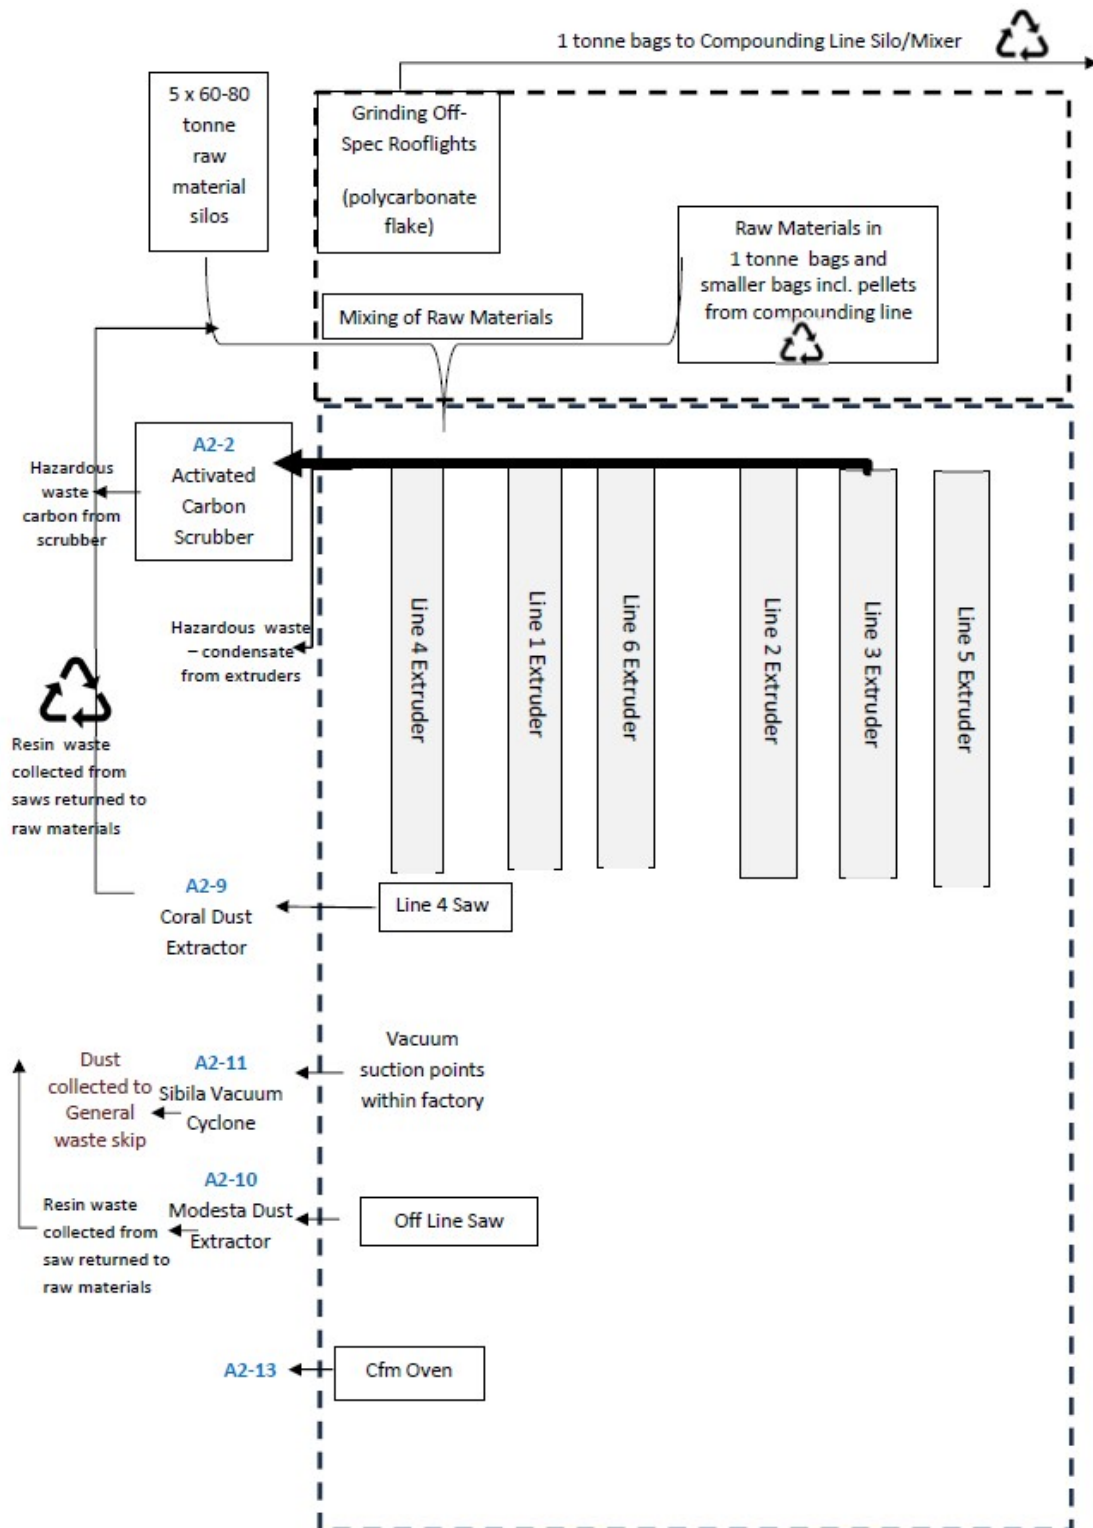 1 tonne bags to Compounding Line Silo/Mixer
5 x 60-80
tonne
raw
material
silos
Grinding Off-
Spec Rooflights
(polycarbonate
flake)
Raw Materials in
1 tonne bags and
smaller bags incl. pellets
from compounding line
Mixing of Raw Materials
A2-2
Activated
Carbon
Scrubber
Hazardous
waste
carbon from
scrubber
Hazardous waste
– condensate
from extruders
Line 4 Extruder
Line 1 Extruder
Line 6 Extruder
Line 2 Extruder
Line 3 Extruder
Line 5 Extruder
Resin waste
collected from
saws returned to
raw materials
A2-9
Coral Dust
Extractor
Line 4 Saw
Vacuum
suction points
within factory
A2-11
Sibila Vacuum
Cyclone
Dust
collected to
General
waste skip
A2-10
Modesta Dust
Extractor
Resin waste
collected from
saw returned to
raw materials
Off Line Saw
A2-13
Cfm Oven